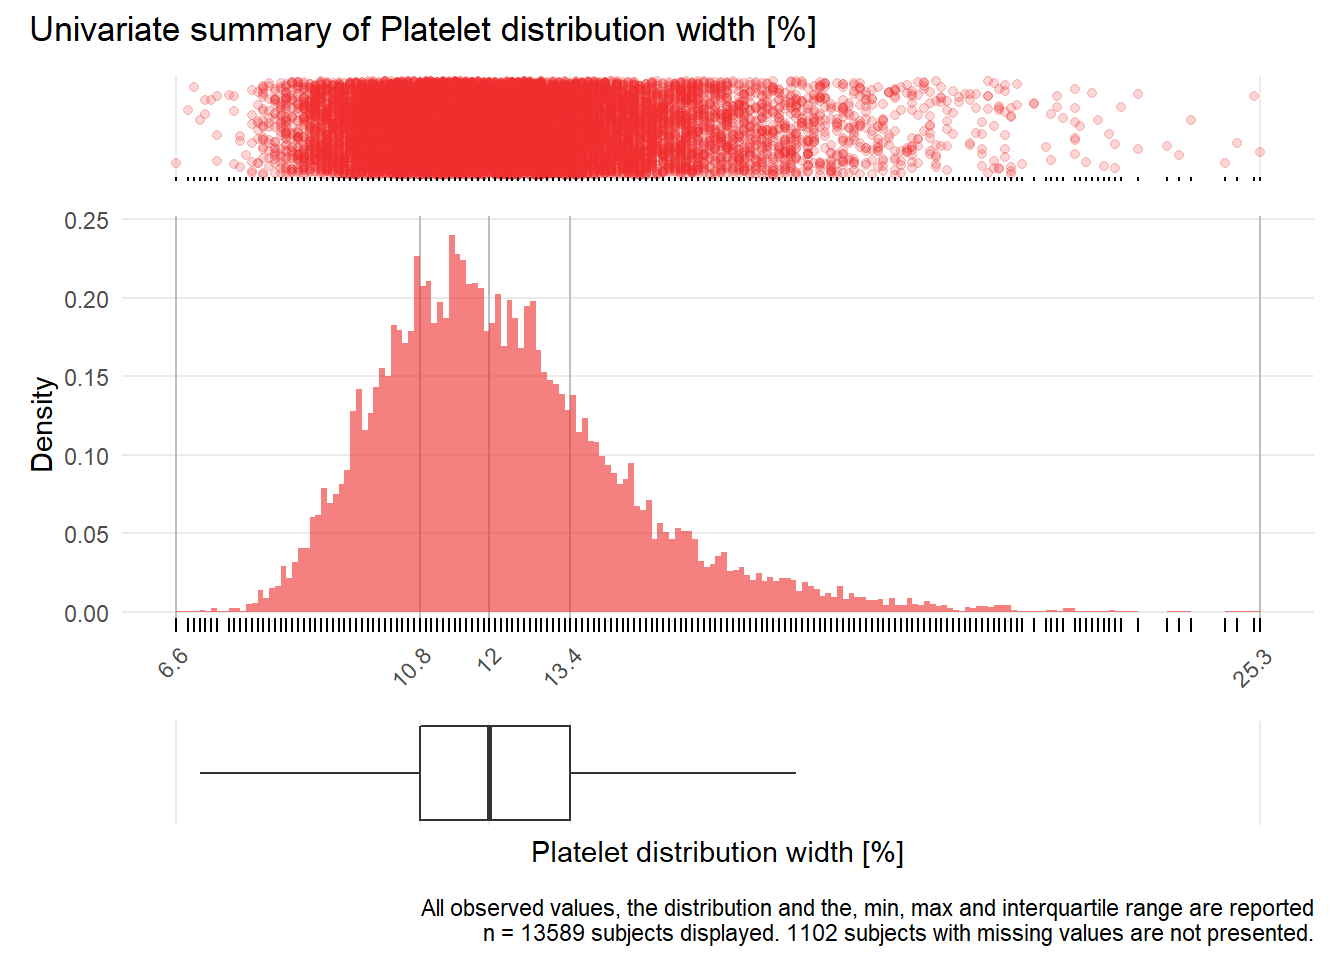 Univariate summary of Platelet distribution width [%]
0.25
0.20
0.15
0.10
0.05
0.00
Density
6.6
10.8
12
13.4
25.3
Platelet distribution width [%]
All observed values, the distribution and the, min, max and interquartile range are reported
n = 13589 subjects displayed. 1102 subjects with missing values are not presented.